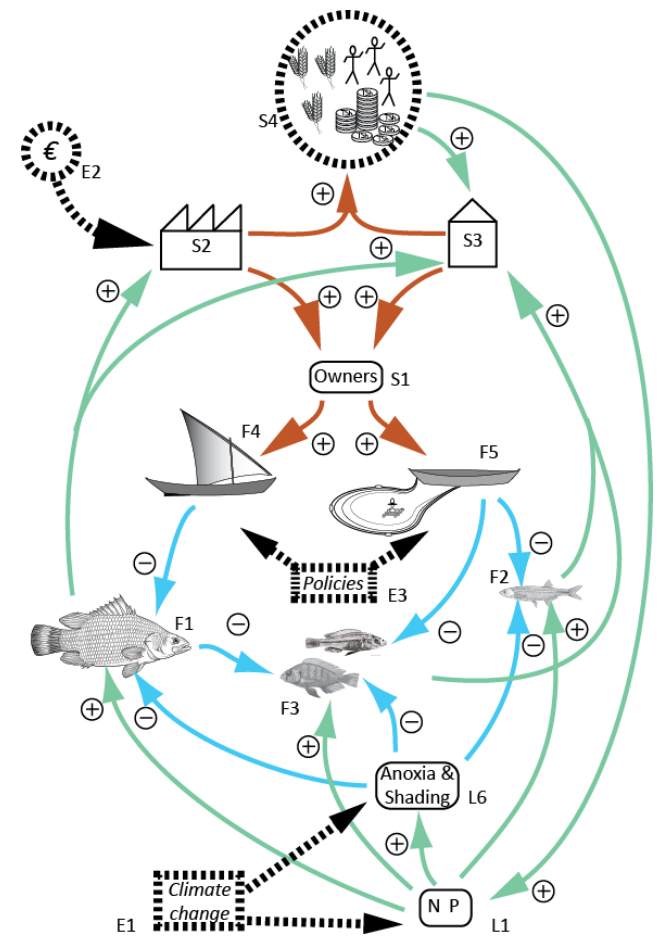 S4
€
E2
S2
S3
Owners
S1
F4
F5
Policies
E3
F2
F1
F3
Anoxia &
Shading
L6
Climate
change
E1
N P
L1